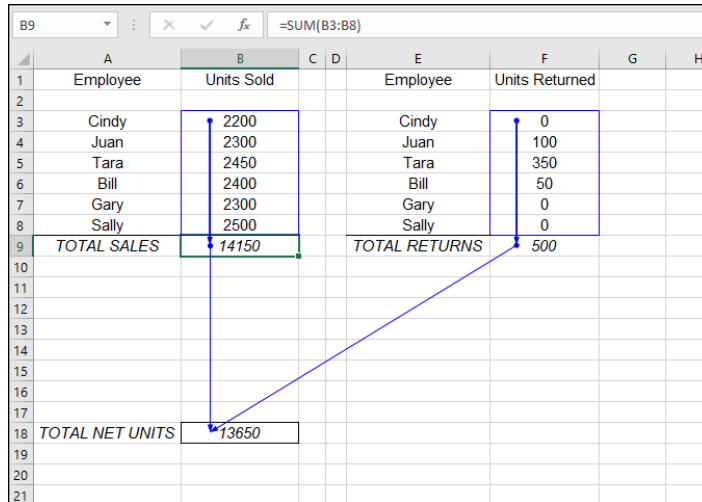 B9 fx =SUM(B3:B8)
A B C D E F G H
1 Employee Units Sold Employee Units Returned
2
3 Cindy 2200 Cindy 0
4 Juan 2300 Juan 100
5 Tara 2450 Tara 350
6 Bill 2400 Bill 50
7 Gary 2300 Gary 0
8 Sally 2500 Sally 0
9 TOTAL SALES 14150 TOTAL RETURNS 500
10
11
12
13
14
15
16
17
18 TOTAL NET UNITS 13650
19
20
21